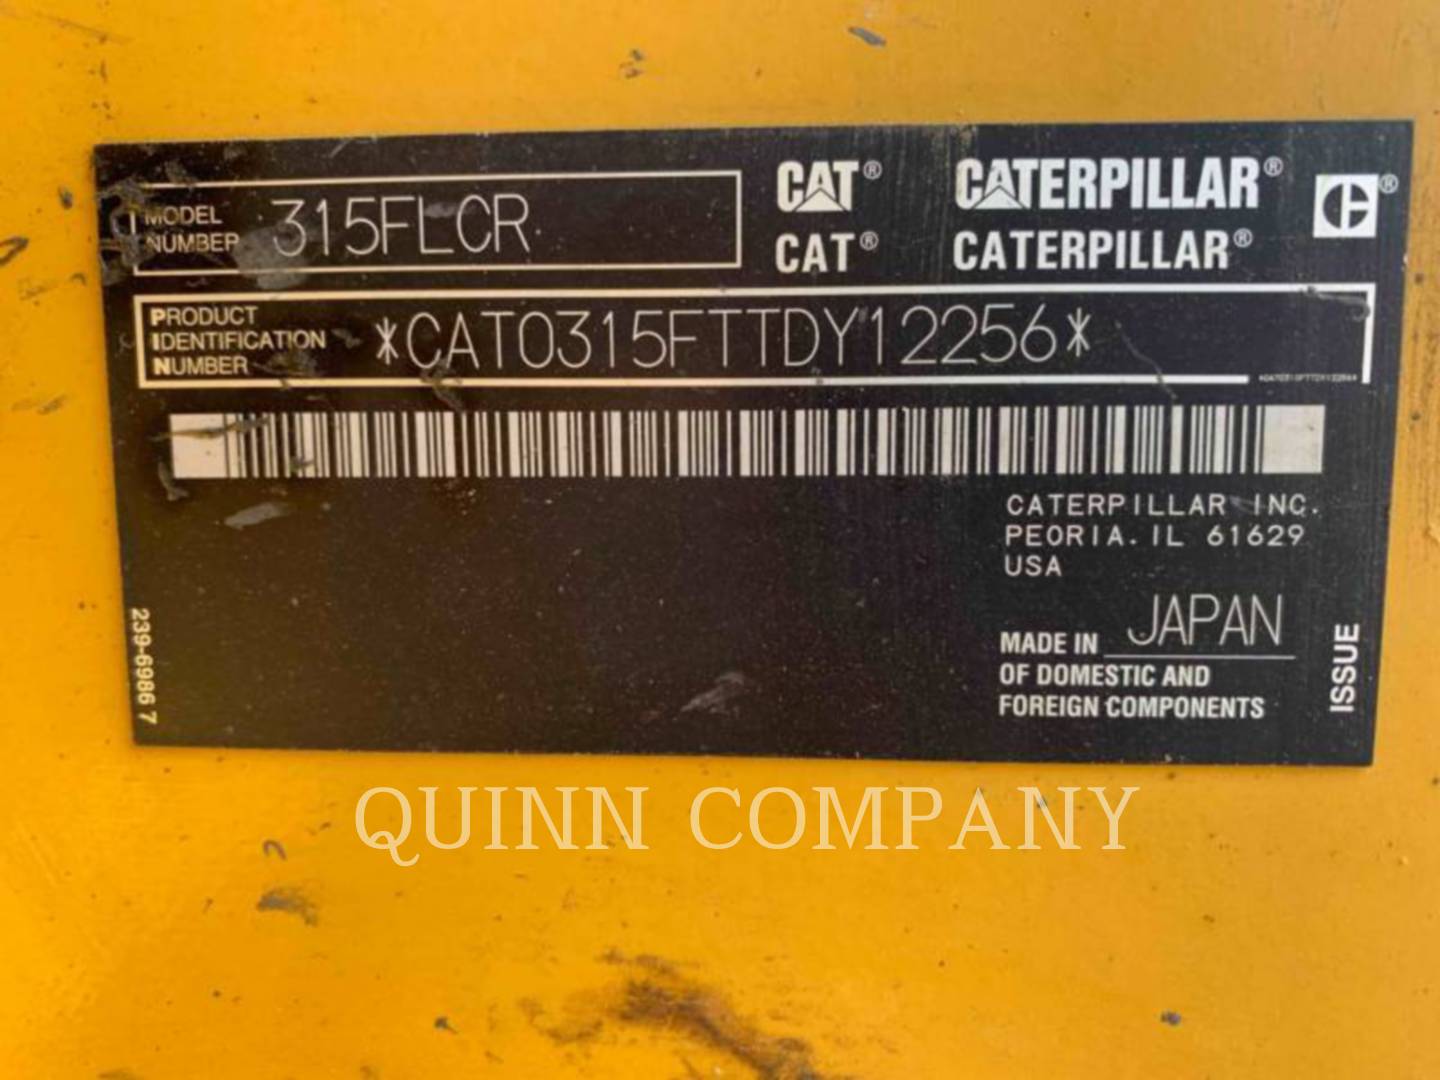 MODEL NUMBER 315FLCR
CAT® CATERPILLAR®
CAT® CATERPILLAR®
PRODUCT IDENTIFICATION NUMBER *CAT0315FTTDY12256*
*CAT0315FTTDY12256*
CATERPILLAR INC.
PEORIA. IL 61629
USA
MADE IN JAPAN
OF DOMESTIC AND
FOREIGN COMPONENTS
ISSUE
239-6986 7
QUINN COMPANY